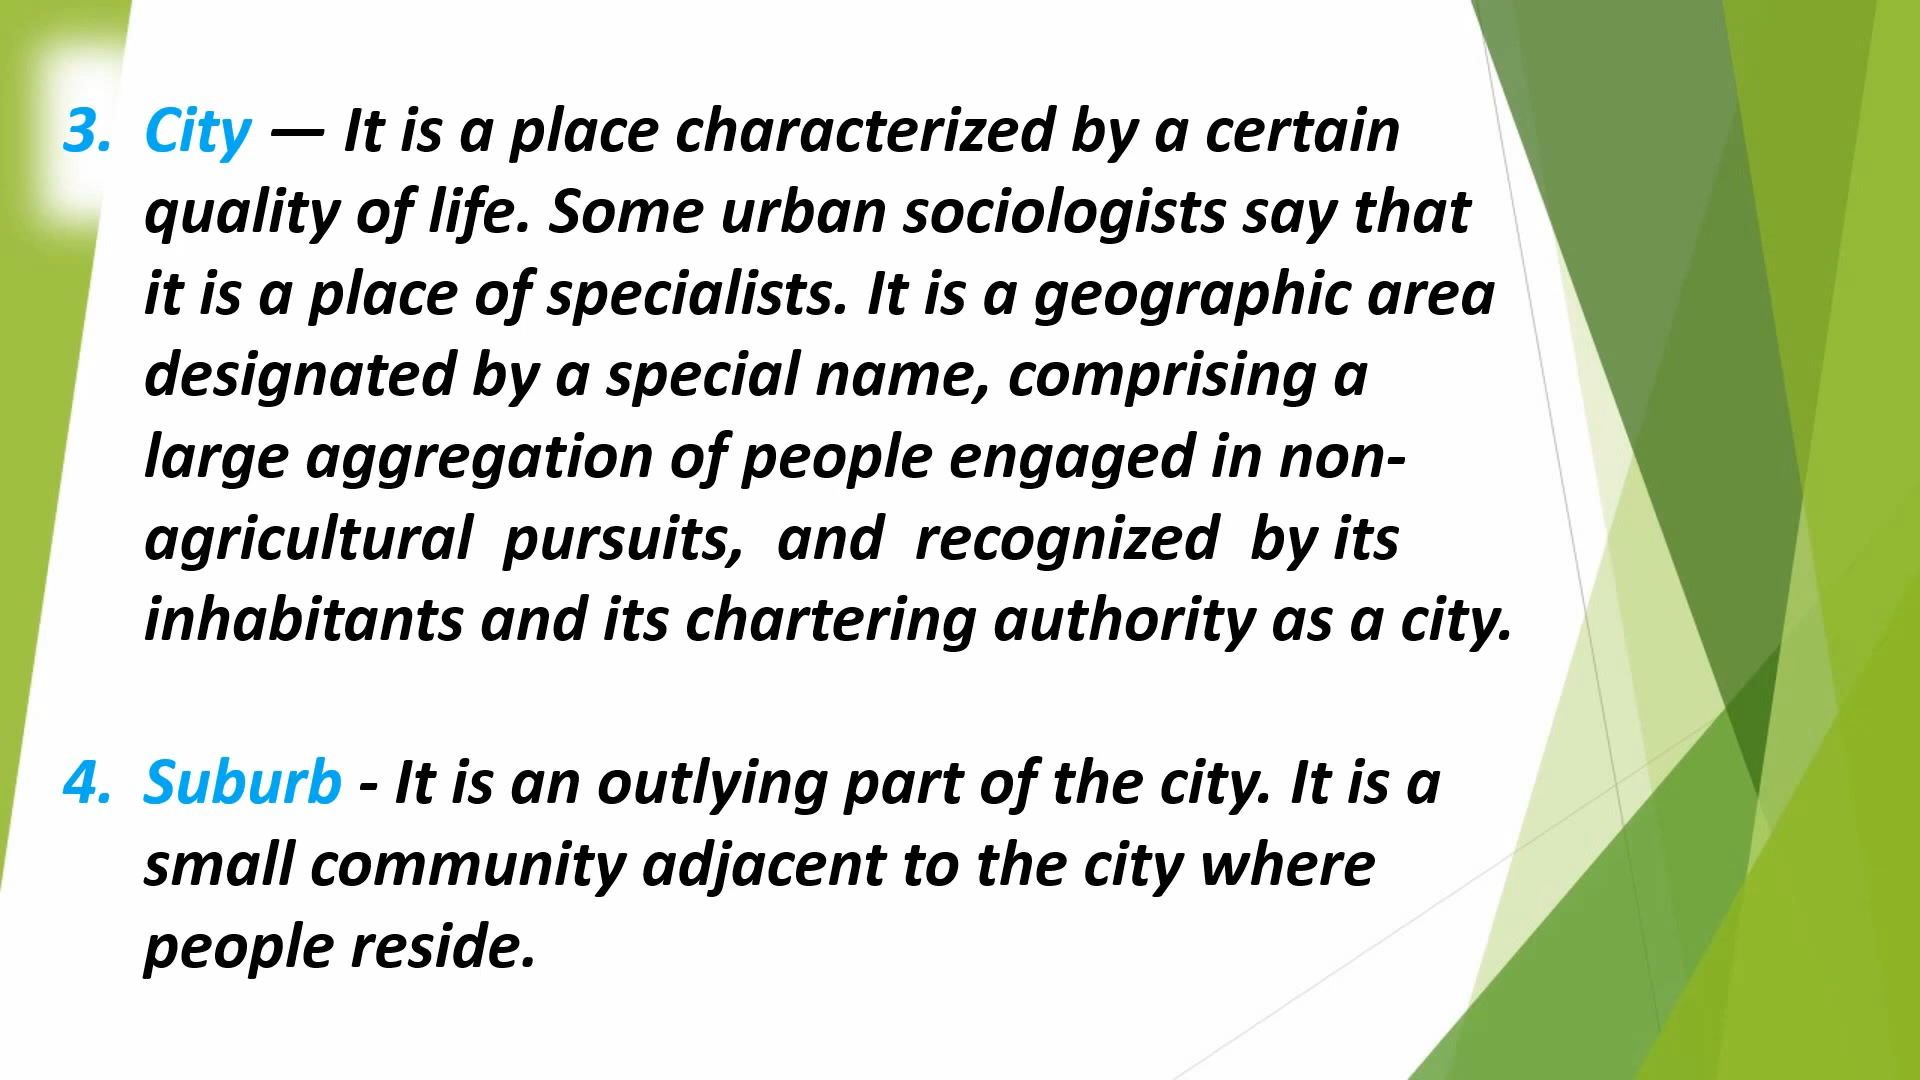 3. City — It is a place characterized by a certain
quality of life. Some urban sociologists say that
it is a place of specialists. It is a geographic area
designated by a special name, comprising a
large aggregation of people engaged in non-
agricultural pursuits, and recognized by its
inhabitants and its chartering authority as a city.
4. Suburb - It is an outlying part of the city. It is a
small community adjacent to the city where
people reside.